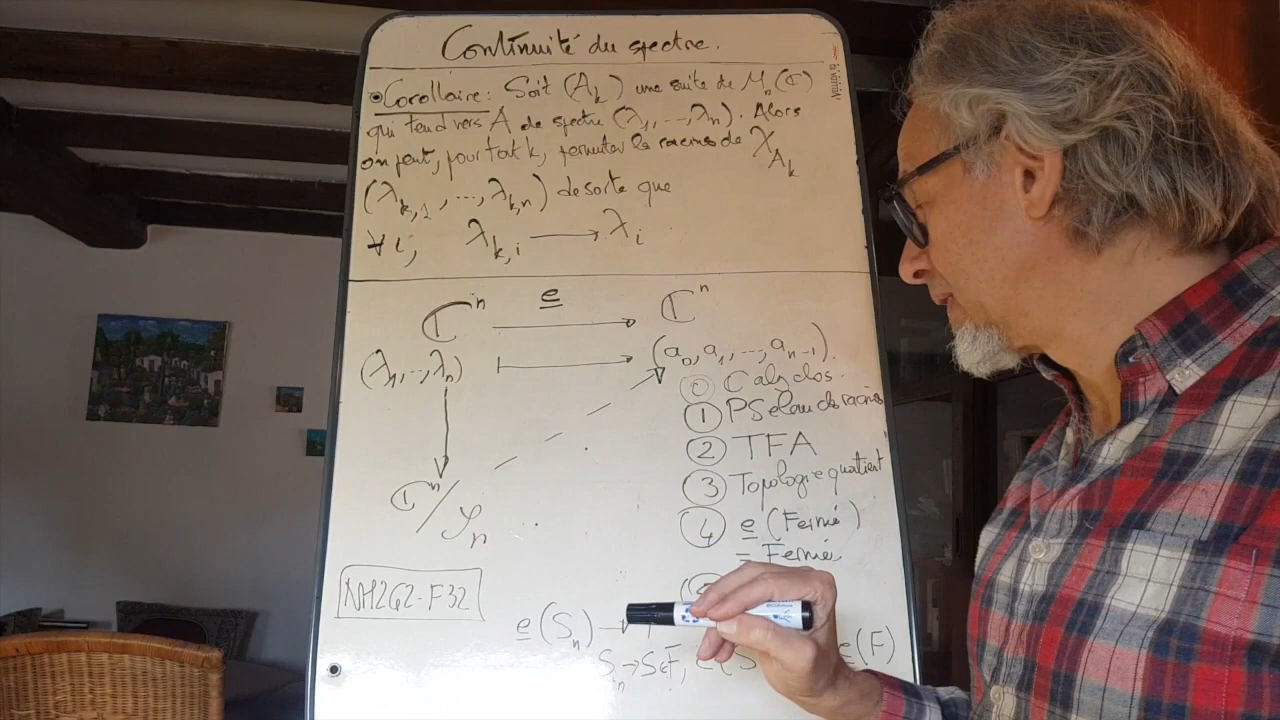 Continuité du spectre.
Corollaire : Soit (A_k) une suite de M_n(ℂ)
qui tend vers A de spectre (λ_1, ..., λ_n). Alors
on peut, pour tout k, permuter les racines de χ_{A_k}
(λ_{k,1}, ..., λ_{k,n}) de sorte que
∀ i, λ_{k,i} ⟶ λ_i
ℂ^n e ⟶ ℂ^n
(λ_1, .., λ_n) ⟼ (a_0, a_1, ..., a_{n-1}).
0 Calg clos.
1 PS élem des racines
2 TFA
3 Topologie quotient
ℂ^n/𝒮_n
4 e (Fermé)
= Fermé
NH2G2-F32
e(S_n) →
S_n → S ∈ F, e(F)